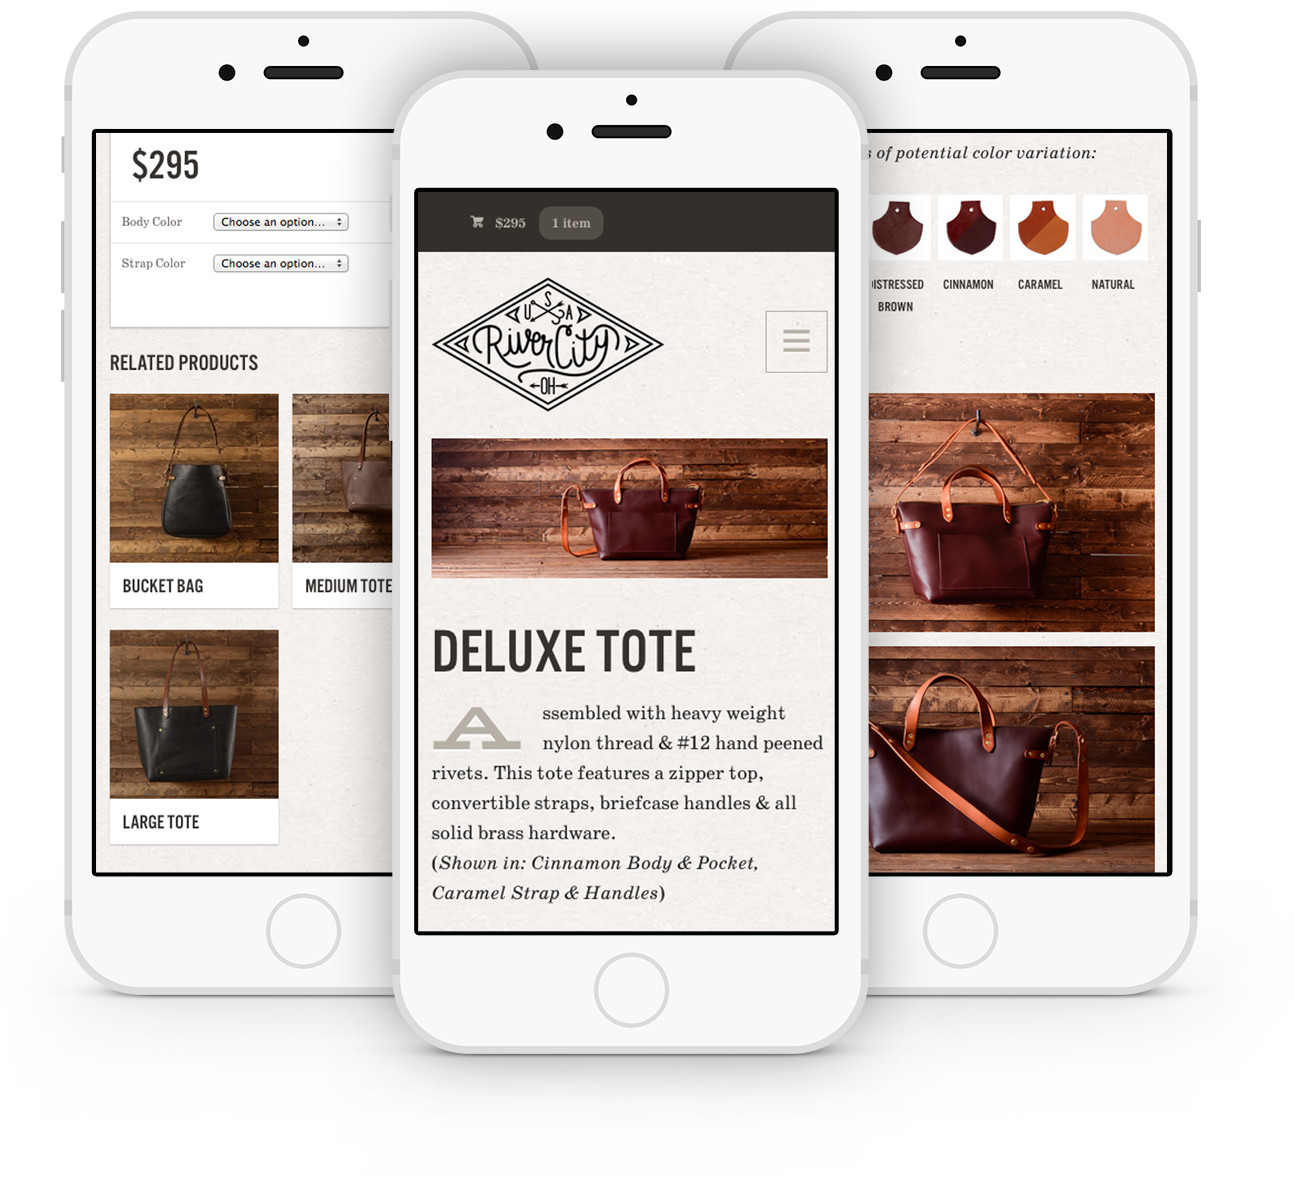 $295
Body Color
Choose an option...
Strap Color
Choose an option...
RELATED PRODUCTS
BUCKET BAG
MEDIUM TOTE
LARGE TOTE
$295
1 item
U S A
River City
OH
DELUXE TOTE
Assembled with heavy weight
nylon thread & #12 hand peened
rivets. This tote features a zipper top,
convertible straps, briefcase handles & all
solid brass hardware.
(Shown in: Cinnamon Body & Pocket,
Caramel Strap & Handles)
of potential color variation:
DISTRESSED
BROWN
CINNAMON
CARAMEL
NATURAL